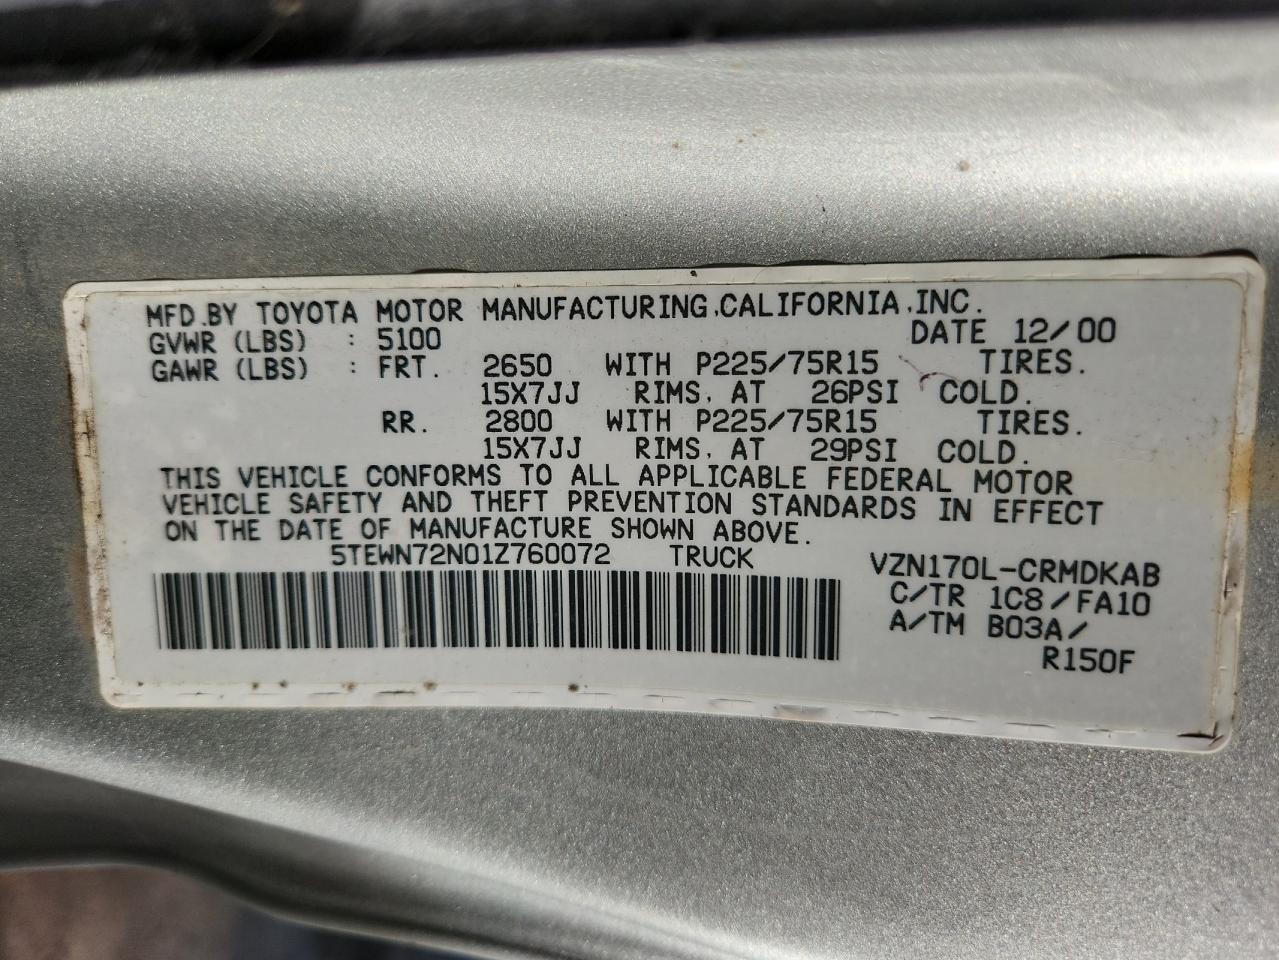 MFD.BY TOYOTA MOTOR MANUFACTURING,CALIFORNIA,INC.
GVWR (LBS) : 5100 DATE 12/00
GAWR (LBS) : FRT. 2650 WITH P225/75R15 TIRES.
15X7JJ RIMS, AT 26PSI COLD.
RR. 2800 WITH P225/75R15 TIRES.
15X7JJ RIMS, AT 29PSI COLD.
THIS VEHICLE CONFORMS TO ALL APPLICABLE FEDERAL MOTOR
VEHICLE SAFETY AND THEFT PREVENTION STANDARDS IN EFFECT
ON THE DATE OF MANUFACTURE SHOWN ABOVE.
5TEWN72N01Z760072 TRUCK VZN170L-CRMDKAB
C/TR 1C8/FA10
A/TM B03A/
R150F